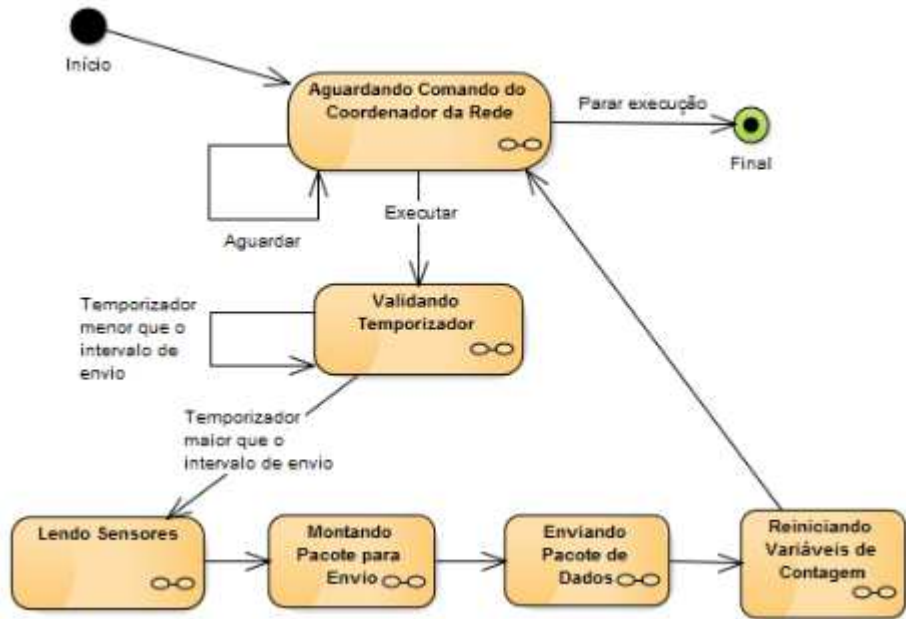 Início
Aguardando Comando do
Coordenador da Rede
Parar execução
Final
Aguardar
Executar
Validando
Temporizador
Temporizador
menor que o
intervalo de
envio
Temporizador
maior que o
intervalo de envio
Lendo Sensores
Montando
Pacote para
Envio
Enviando
Pacote de
Dados
Reiniciando
Variáveis de
Contagem